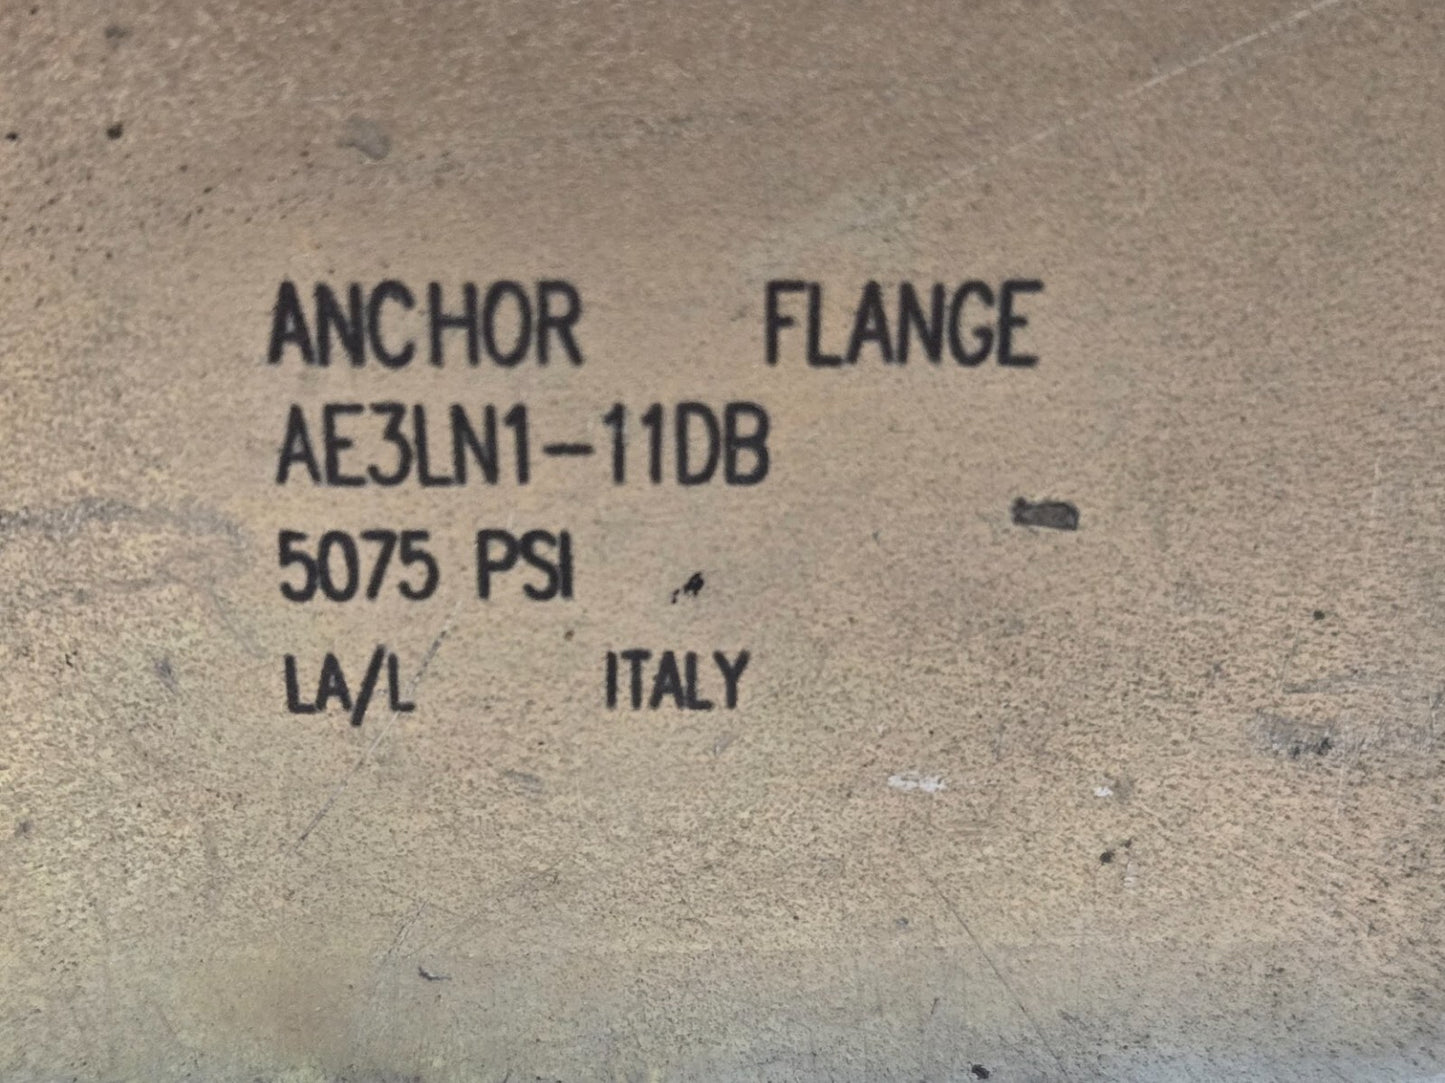 ANCHOR FLANGE
AE3LN1-11DB
5075 PSI
LA/L ITALY